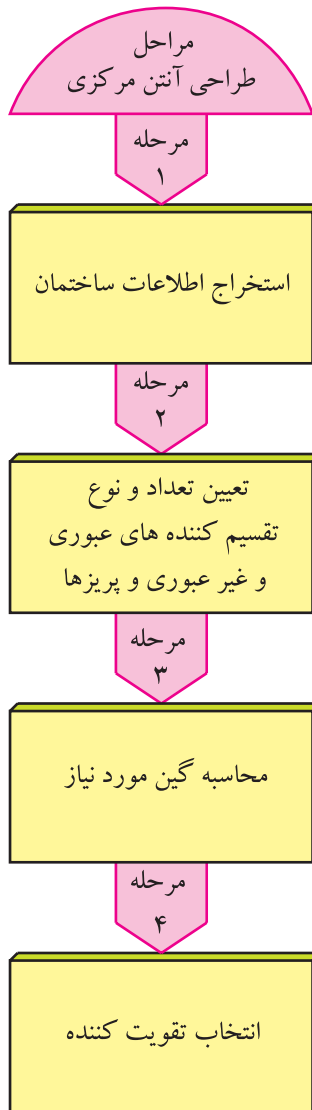 مراحل
طراحی آنتن مرکزی
مرحله
۱
استخراج اطلاعات ساختمان
مرحله
۲
تعیین تعداد و نوع
تقسیم کننده های عبوری
و غیر عبوری و پریزها
مرحله
۳
محاسبه گین مورد نیاز
مرحله
۴
انتخاب تقویت کننده